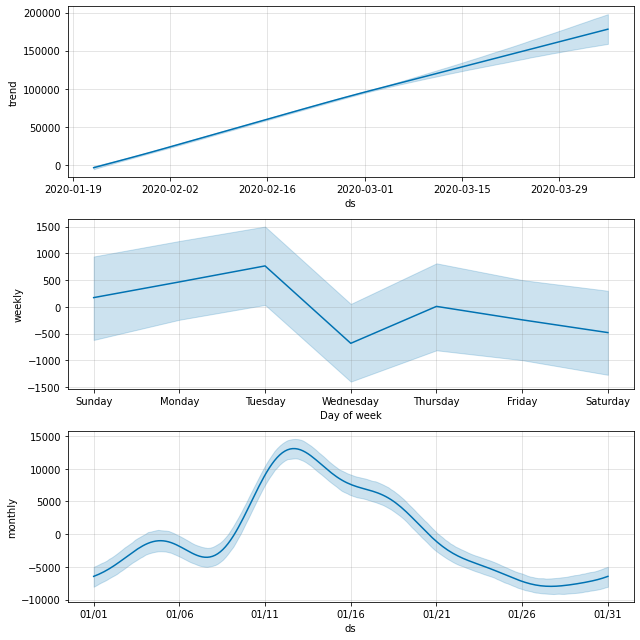 200000
150000
100000
50000
0
trend
2020-01-19 2020-02-02 2020-02-16 2020-03-01 2020-03-15 2020-03-29
ds
1500
1000
500
0
−500
−1000
−1500
weekly
Sunday Monday Tuesday Wednesday Thursday Friday Saturday
Day of week
15000
10000
5000
0
−5000
−10000
monthly
01/01 01/06 01/11 01/16 01/21 01/26 01/31
ds